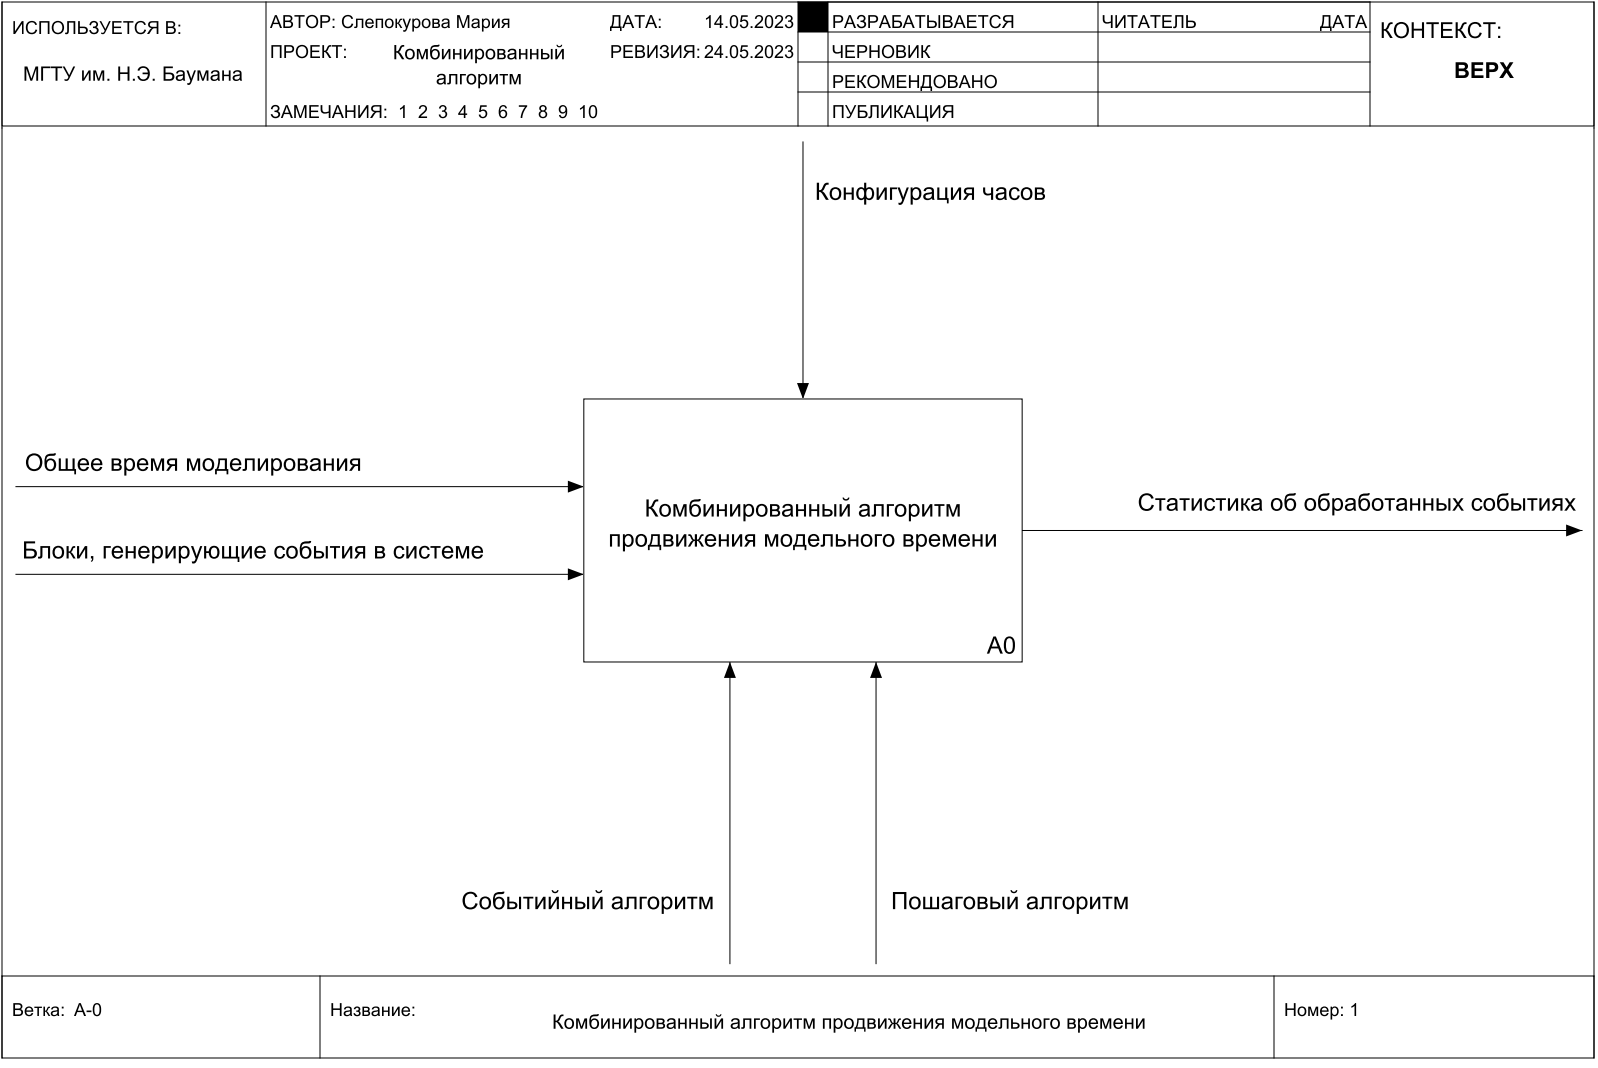 ИСПОЛЬЗУЕТСЯ В:
МГТУ им. Н.Э. Баумана
АВТОР: Слепокурова Мария
ДАТА: 14.05.2023
ПРОЕКТ: Комбинированный
алгоритм
РЕВИЗИЯ: 24.05.2023
ЗАМЕЧАНИЯ: 1 2 3 4 5 6 7 8 9 10
РАЗРАБАТЫВАЕТСЯ
ЧЕРНОВИК
РЕКОМЕНДОВАНО
ПУБЛИКАЦИЯ
ЧИТАТЕЛЬ ДАТА
КОНТЕКСТ:
ВЕРХ
Конфигурация часов
Общее время моделирования
Блоки, генерирующие события в системе
Комбинированный алгоритм
продвижения модельного времени
А0
Статистика об обработанных событиях
Событийный алгоритм
Пошаговый алгоритм
Ветка: А-0
Название:
Комбинированный алгоритм продвижения модельного времени
Номер: 1